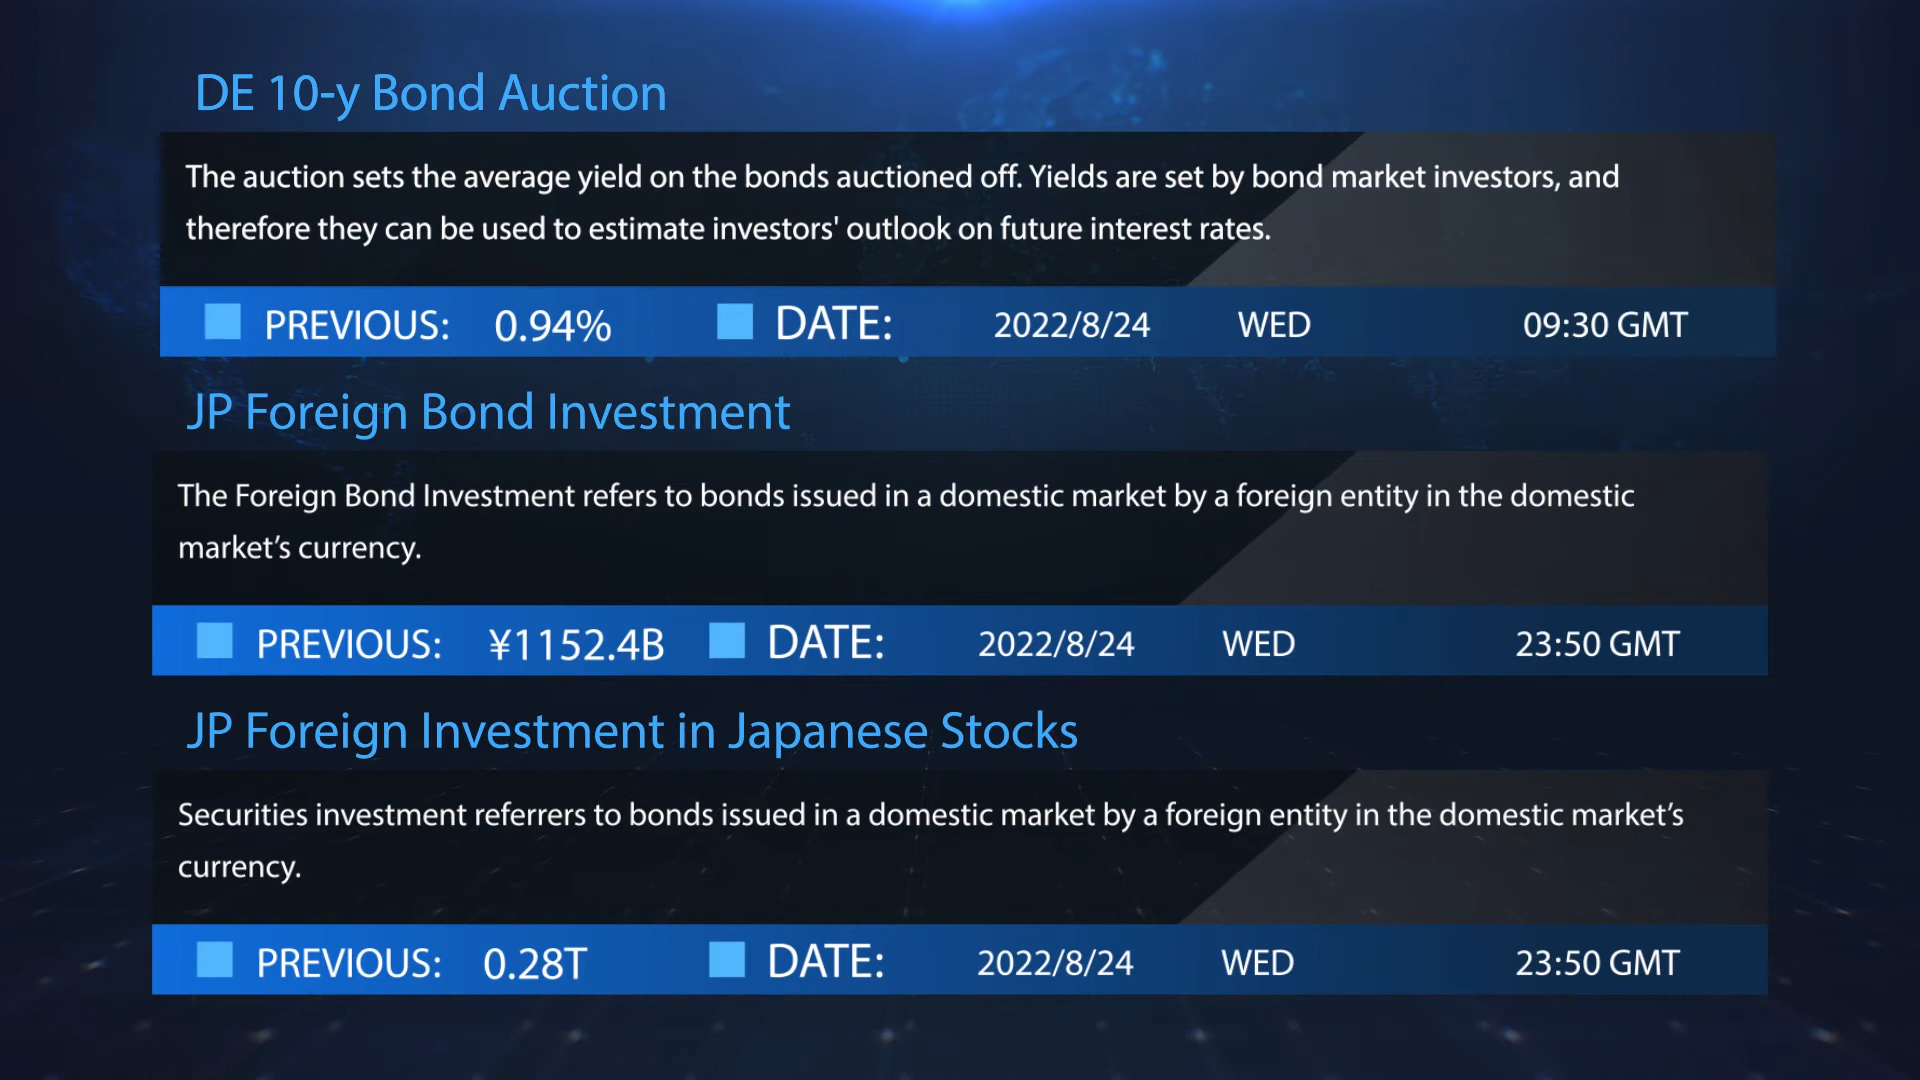 DE 10-y Bond Auction
The auction sets the average yield on the bonds auctioned off. Yields are set by bond market investors, and
therefore they can be used to estimate investors' outlook on future interest rates.
PREVIOUS: 0.94% DATE: 2022/8/24 WED 09:30 GMT
JP Foreign Bond Investment
The Foreign Bond Investment refers to bonds issued in a domestic market by a foreign entity in the domestic
market’s currency.
PREVIOUS: ¥1152.4B DATE: 2022/8/24 WED 23:50 GMT
JP Foreign Investment in Japanese Stocks
Securities investment referrers to bonds issued in a domestic market by a foreign entity in the domestic market’s
currency.
PREVIOUS: 0.28T DATE: 2022/8/24 WED 23:50 GMT